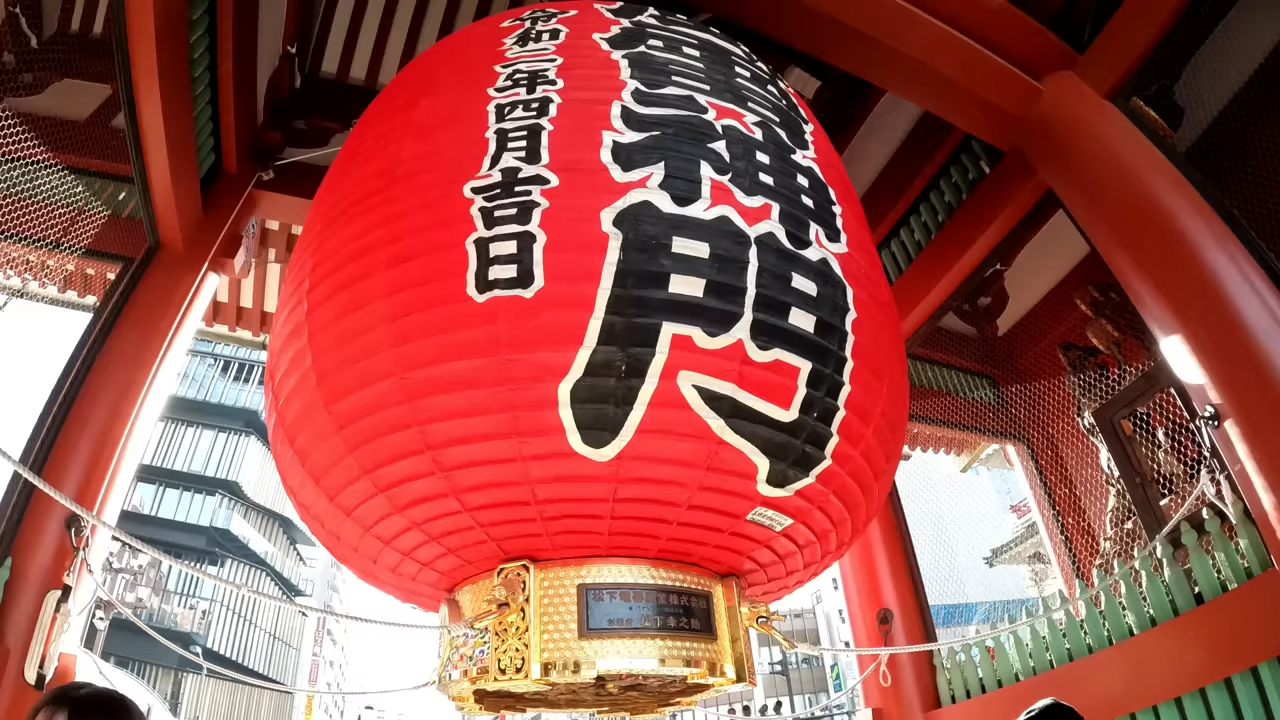 雷神門
令和二年四月吉日
松下電器産業株式会社
松下幸之助